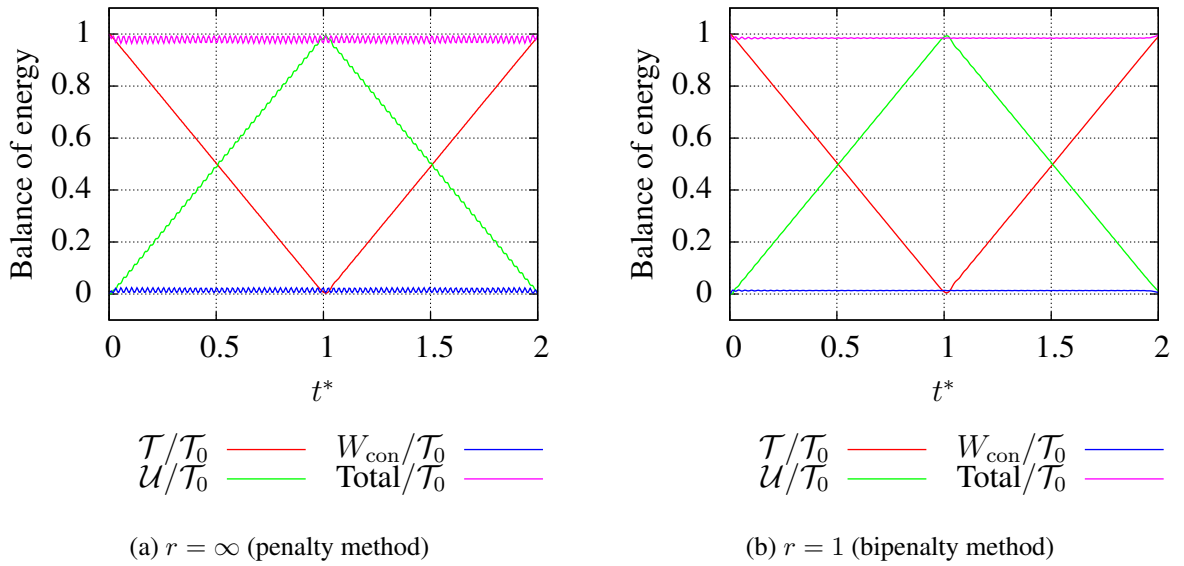 Balance of energy
1
0.8
0.6
0.4
0.2
0
0 0.5 1 1.5 2
t*
𝒯/𝒯₀ W_con/𝒯₀
𝒰/𝒯₀ Total/𝒯₀
(a) r = ∞ (penalty method)
Balance of energy
1
0.8
0.6
0.4
0.2
0
0 0.5 1 1.5 2
t*
𝒯/𝒯₀ W_con/𝒯₀
𝒰/𝒯₀ Total/𝒯₀
(b) r = 1 (bipenalty method)